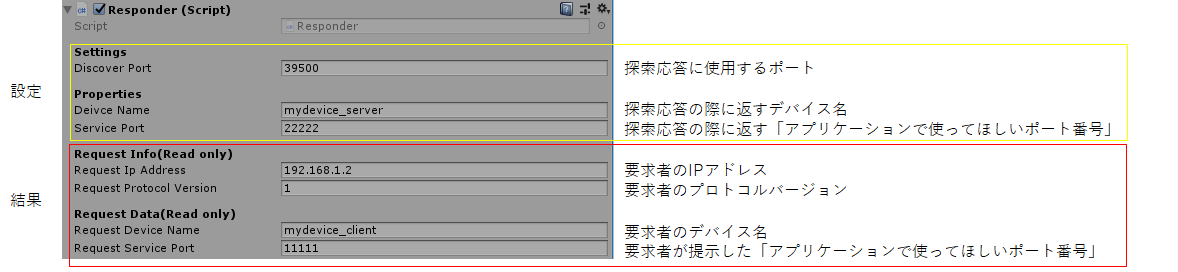 Responder (Script)
Script Responder
Settings
Discover Port 39500 探索応答に使用するポート
設定
Properties
Deivce Name mydevice_server 探索応答の際に返すデバイス名
Service Port 22222 探索応答の際に返す「アプリケーションで使ってほしいポート番号」
Request Info(Read only)
Request Ip Address 192.168.1.2 要求者のIPアドレス
Request Protocol Version 1 要求者のプロトコルバージョン
結果
Request Data(Read only)
Request Device Name mydevice_client 要求者のデバイス名
Request Service Port 11111 要求者が提示した「アプリケーションで使ってほしいポート番号」